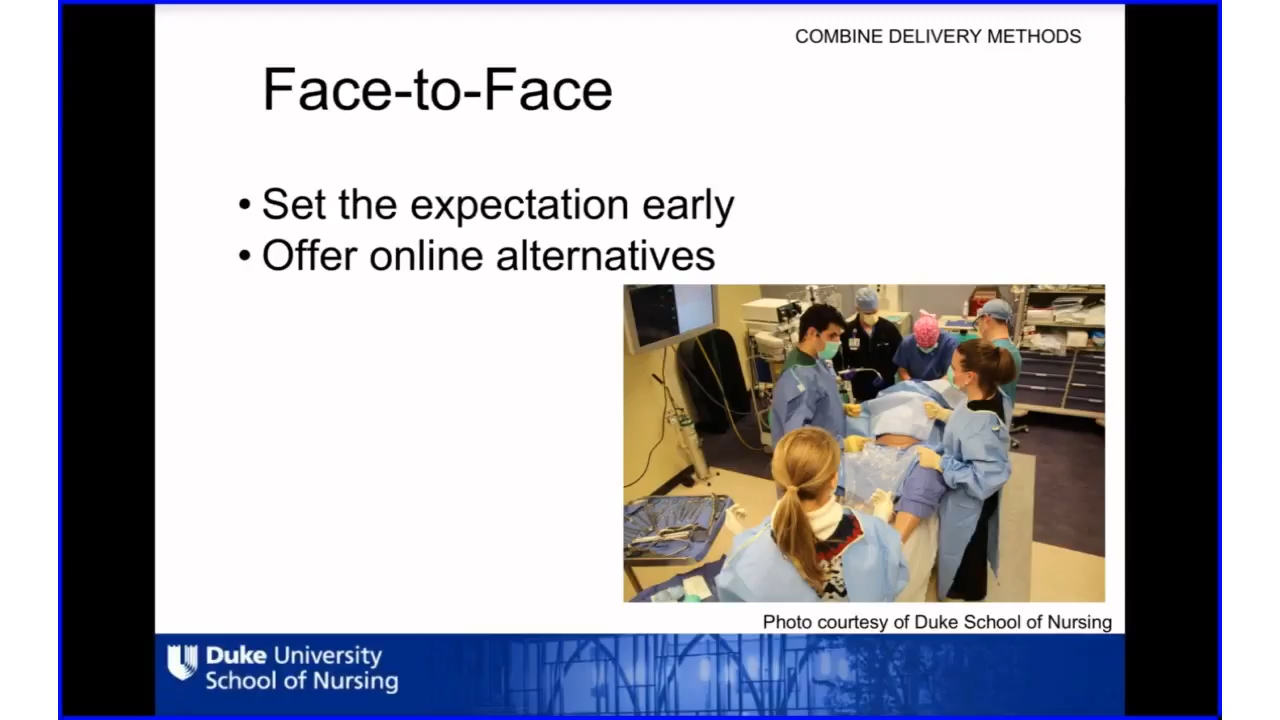 COMBINE DELIVERY METHODS
Face-to-Face
• Set the expectation early
• Offer online alternatives
Photo courtesy of Duke School of Nursing
Duke University
School of Nursing